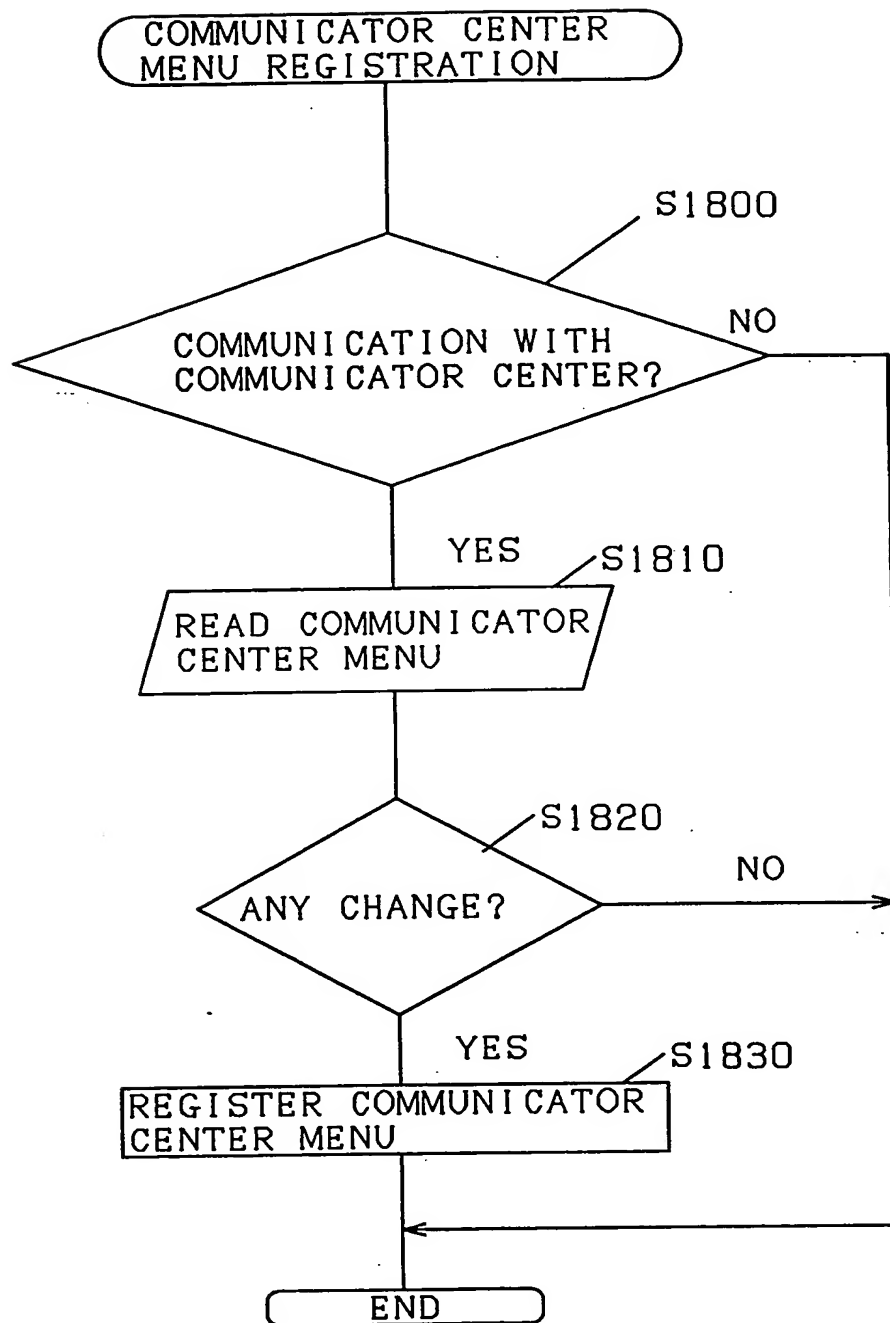 COMMUNICATOR CENTER
MENU REGISTRATION
S1800
NO
COMMUNICATION WITH
COMMUNICATOR CENTER?
YES
S1810
READ COMMUNICATOR
CENTER MENU
S1820
NO
ANY CHANGE?
YES
S1830
REGISTER COMMUNICATOR
CENTER MENU
END